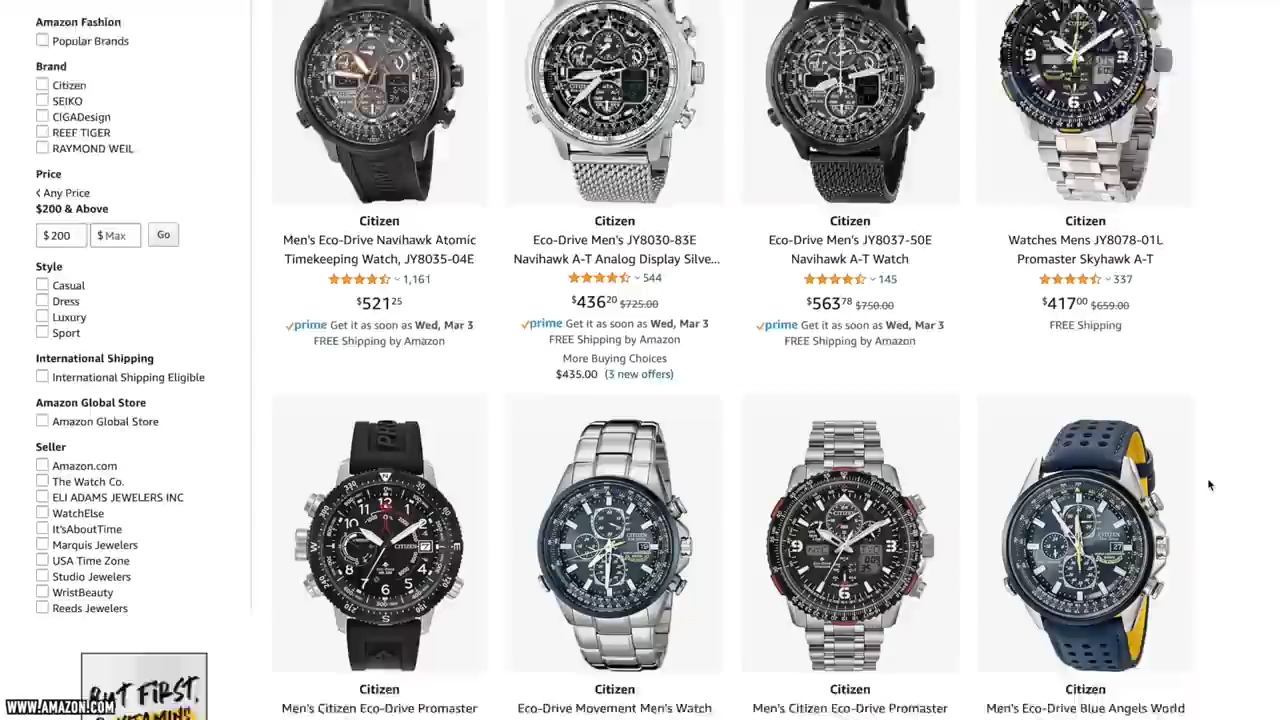 Amazon Fashion
Popular Brands
Brand
Citizen
SEIKO
CIGADesign
REEF TIGER
RAYMOND WEIL
Price
< Any Price
$200 & Above
$ 200
$ Max
Go
Style
Casual
Dress
Luxury
Sport
International Shipping
International Shipping Eligible
Amazon Global Store
Amazon Global Store
Seller
Amazon.com
The Watch Co.
ELI ADAMS JEWELERS INC
WatchElse
It'sAboutTime
Marquis Jewelers
USA Time Zone
Studio Jewelers
WristBeauty
Reeds Jewelers
BUT FIRST,
WWW.AMAZON.COM
Citizen
Men's Eco-Drive Navihawk Atomic
Timekeeping Watch, JY8035-04E
1,161
$521 25
prime Get it as soon as Wed, Mar 3
FREE Shipping by Amazon
Citizen
Eco-Drive Men's JY8030-83E
Navihawk A-T Analog Display Silve...
544
$436 20 $725.00
prime Get it as soon as Wed, Mar 3
FREE Shipping by Amazon
More Buying Choices
$435.00 (3 new offers)
Citizen
Eco-Drive Men's JY8037-50E
Navihawk A-T Watch
145
$563 78 $750.00
prime Get it as soon as Wed, Mar 3
FREE Shipping by Amazon
Citizen
Watches Mens JY8078-01L
Promaster Skyhawk A-T
337
$417 00 $659.00
FREE Shipping
Citizen
Men's Citizen Eco-Drive Promaster
Citizen
Eco-Drive Movement Men's Watch
Citizen
Men's Citizen Eco-Drive Promaster
Citizen
Men's Eco-Drive Blue Angels World